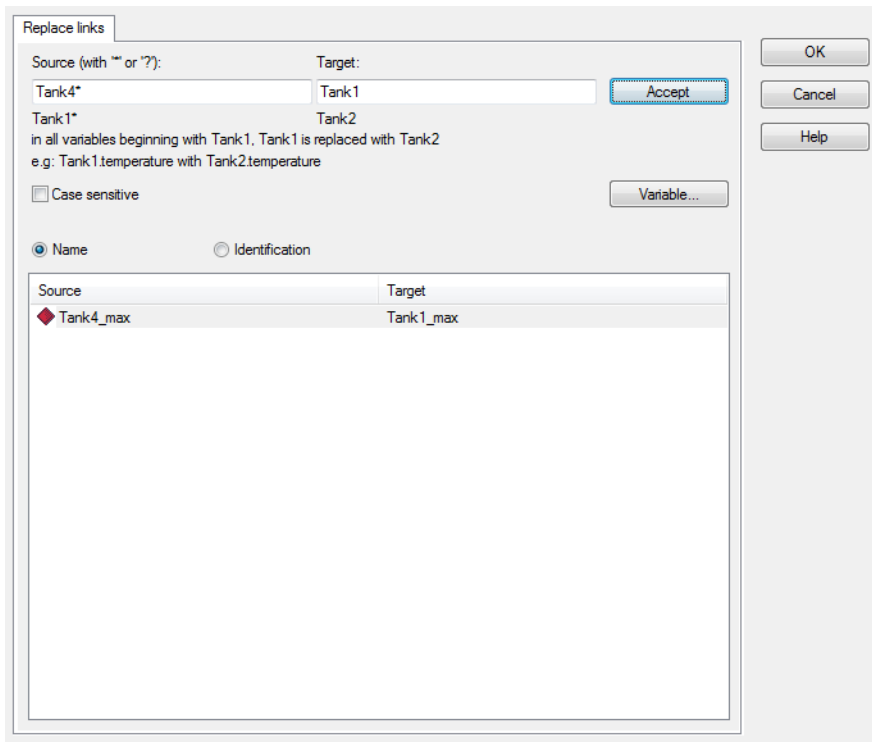 Replace links
Source (with '*' or '?'): Target:
Tank4* Tank1 Accept
Tank1* Tank2
in all variables beginning with Tank1, Tank1 is replaced with Tank2
e.g: Tank1.temperature with Tank2.temperature
Case sensitive Variable...
Name Identification
Source Target
Tank4_max Tank1_max
OK
Cancel
Help